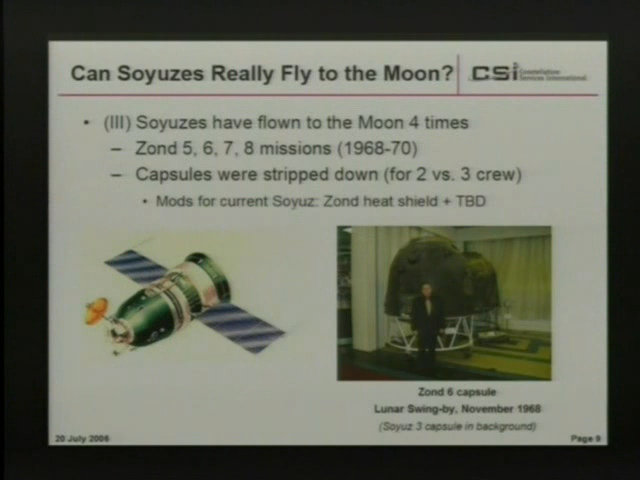 Can Soyuzes Really Fly to the Moon?
CSi Constellation Services International
• (III) Soyuzes have flown to the Moon 4 times
– Zond 5, 6, 7, 8 missions (1968-70)
– Capsules were stripped down (for 2 vs. 3 crew)
• Mods for current Soyuz: Zond heat shield + TBD
Zond 6 capsule
Lunar Swing-by, November 1968
(Soyuz 3 capsule in background)
20 July 2006
Page 9